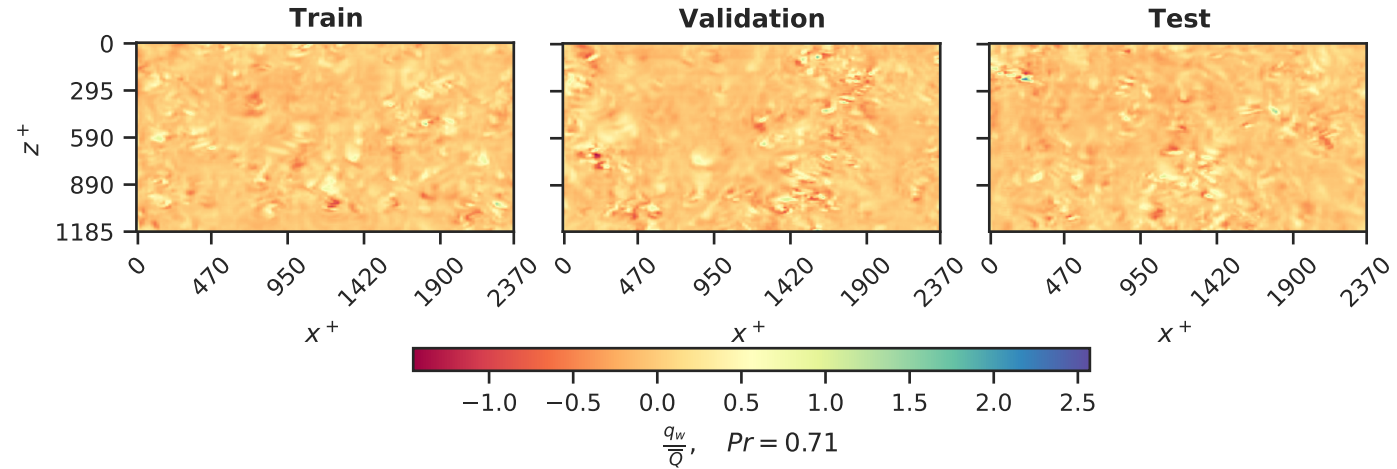 Train Validation Test
0
295
590
890
1185
z⁺
0 470 950 1420 1900 2370 0 470 950 1420 1900 2370 0 470 950 1420 1900 2370
x⁺ x⁺ x⁺
−1.0 −0.5 0.0 0.5 1.0 1.5 2.0 2.5
q_w/Q̅, Pr = 0.71